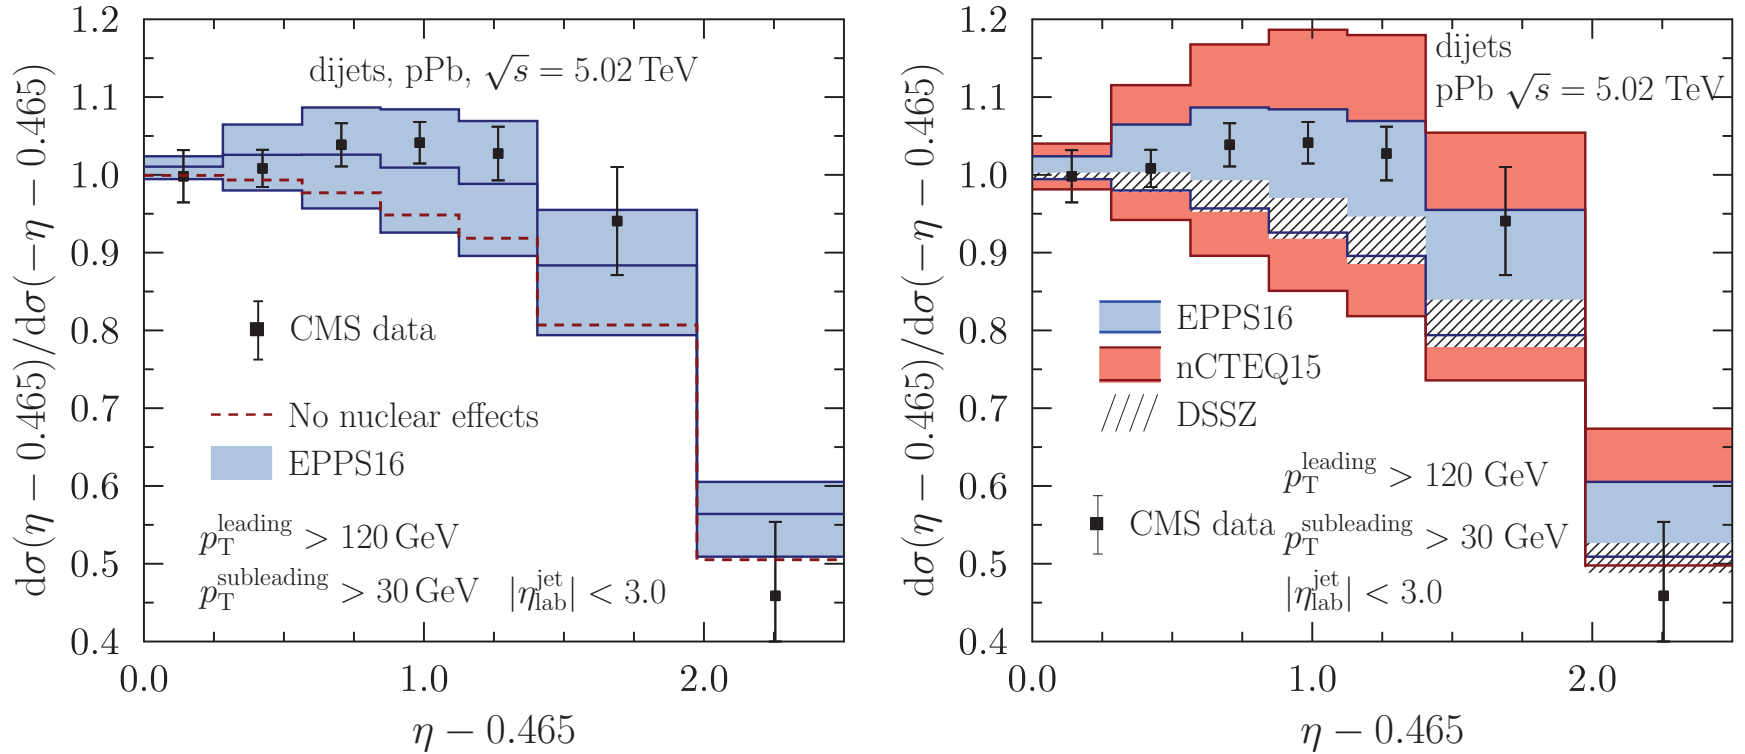 dσ(η − 0.465)/dσ(−η − 0.465)
1.2
1.1
1.0
0.9
0.8
0.7
0.6
0.5
0.4
dijets, pPb, √s = 5.02 TeV
CMS data
No nuclear effects
EPPS16
p_T^leading > 120 GeV
p_T^subleading > 30 GeV |η_lab^jet| < 3.0
0.0 1.0 2.0
η − 0.465
dσ(η − 0.465)/dσ(−η − 0.465)
1.2
1.1
1.0
0.9
0.8
0.7
0.6
0.5
0.4
dijets
pPb √s = 5.02 TeV
EPPS16
nCTEQ15
DSSZ
p_T^leading > 120 GeV
CMS data p_T^subleading > 30 GeV
|η_lab^jet| < 3.0
0.0 1.0 2.0
η − 0.465